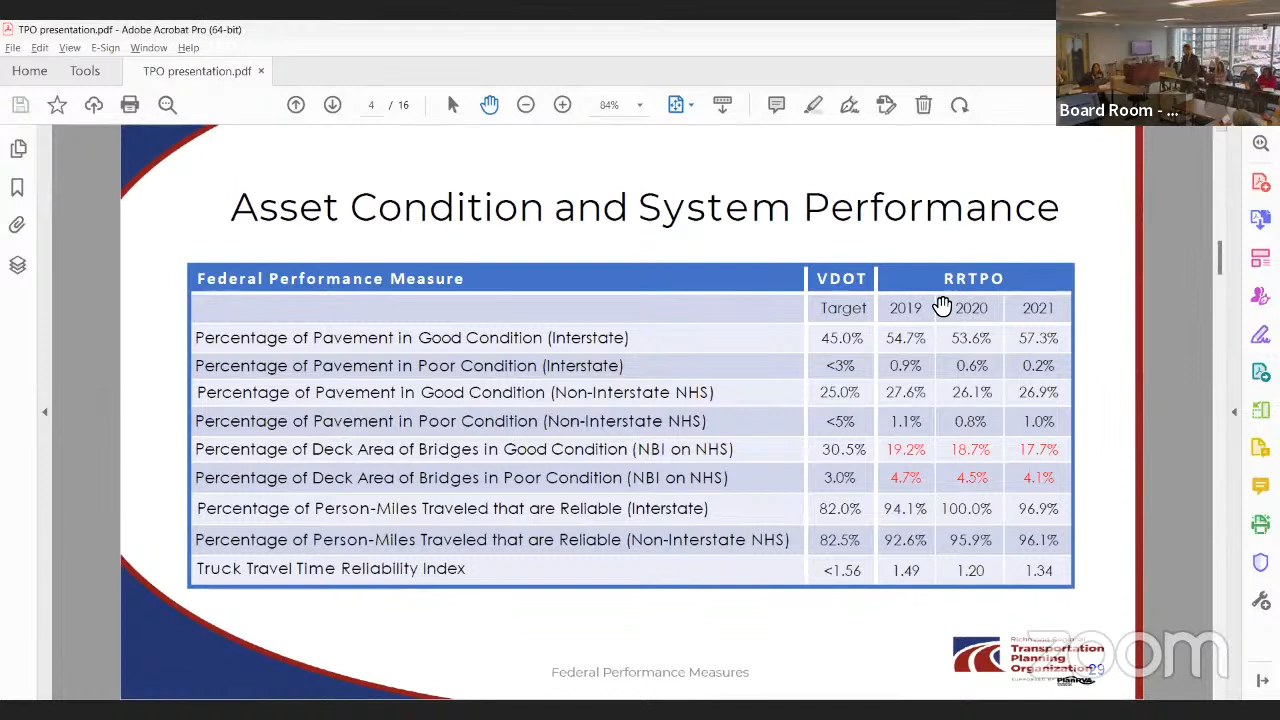 TPO presentation.pdf - Adobe Acrobat Pro (64-bit)
File Edit View E-Sign Window Help
Home Tools TPO presentation.pdf ×
4 / 16 84%
Board Room - ...
Asset Condition and System Performance
Federal Performance Measure VDOT RRTPO
Target 2019 2020 2021
Percentage of Pavement in Good Condition (Interstate) 45.0% 54.7% 53.6% 57.3%
Percentage of Pavement in Poor Condition (Interstate) <3% 0.9% 0.6% 0.2%
Percentage of Pavement in Good Condition (Non-Interstate NHS) 25.0% 27.6% 26.1% 26.9%
Percentage of Pavement in Poor Condition (Non-Interstate NHS) <5% 1.1% 0.8% 1.0%
Percentage of Deck Area of Bridges in Good Condition (NBI on NHS) 30.5% 19.2% 18.7% 17.7%
Percentage of Deck Area of Bridges in Poor Condition (NBI on NHS) 3.0% 4.7% 4.5% 4.1%
Percentage of Person-Miles Traveled that are Reliable (Interstate) 82.0% 94.1% 100.0% 96.9%
Percentage of Person-Miles Traveled that are Reliable (Non-Interstate NHS) 82.5% 92.6% 95.9% 96.1%
Truck Travel Time Reliability Index <1.56 1.49 1.20 1.34
Richmond Regional
Transportation
Planning
Organization
SUPPORTED BY PlanRVA
Federal Performance Measures
29
zoom